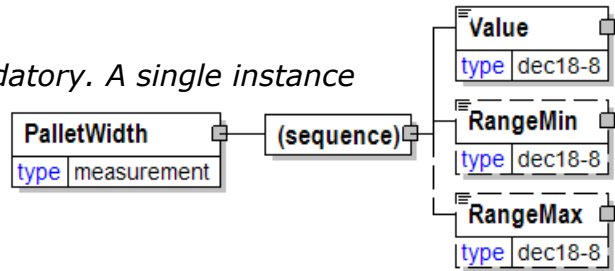 Value
type dec18-8
datory. A single instance
RangeMin
PalletWidth (sequence)
type measurement
type dec18-8
RangeMax
type dec18-8